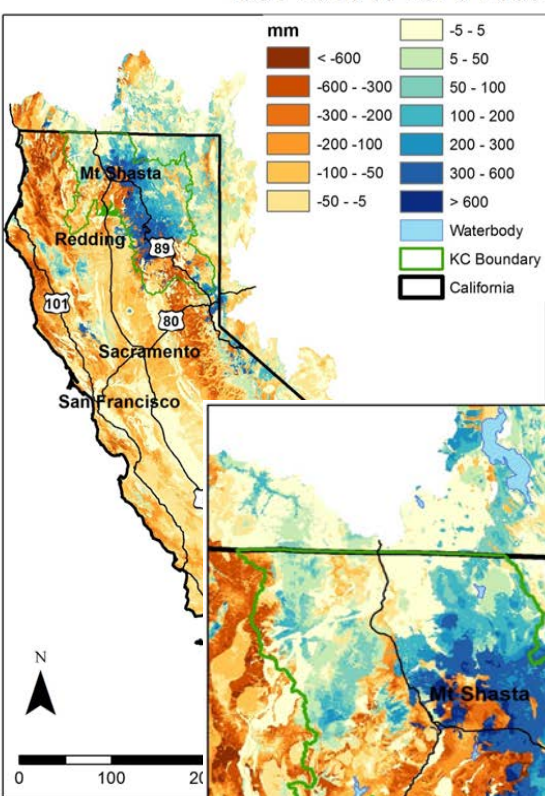 mm
< -600
-600 - -300
-300 - -200
-200 -100
-100 - -50
-50 - -5
-5 - 5
5 - 50
50 - 100
100 - 200
200 - 300
300 - 600
> 600
Waterbody
KC Boundary
California
Mt Shasta
Redding
89
101
80
Sacramento
San Francisco
Mt Shasta
N
0
100